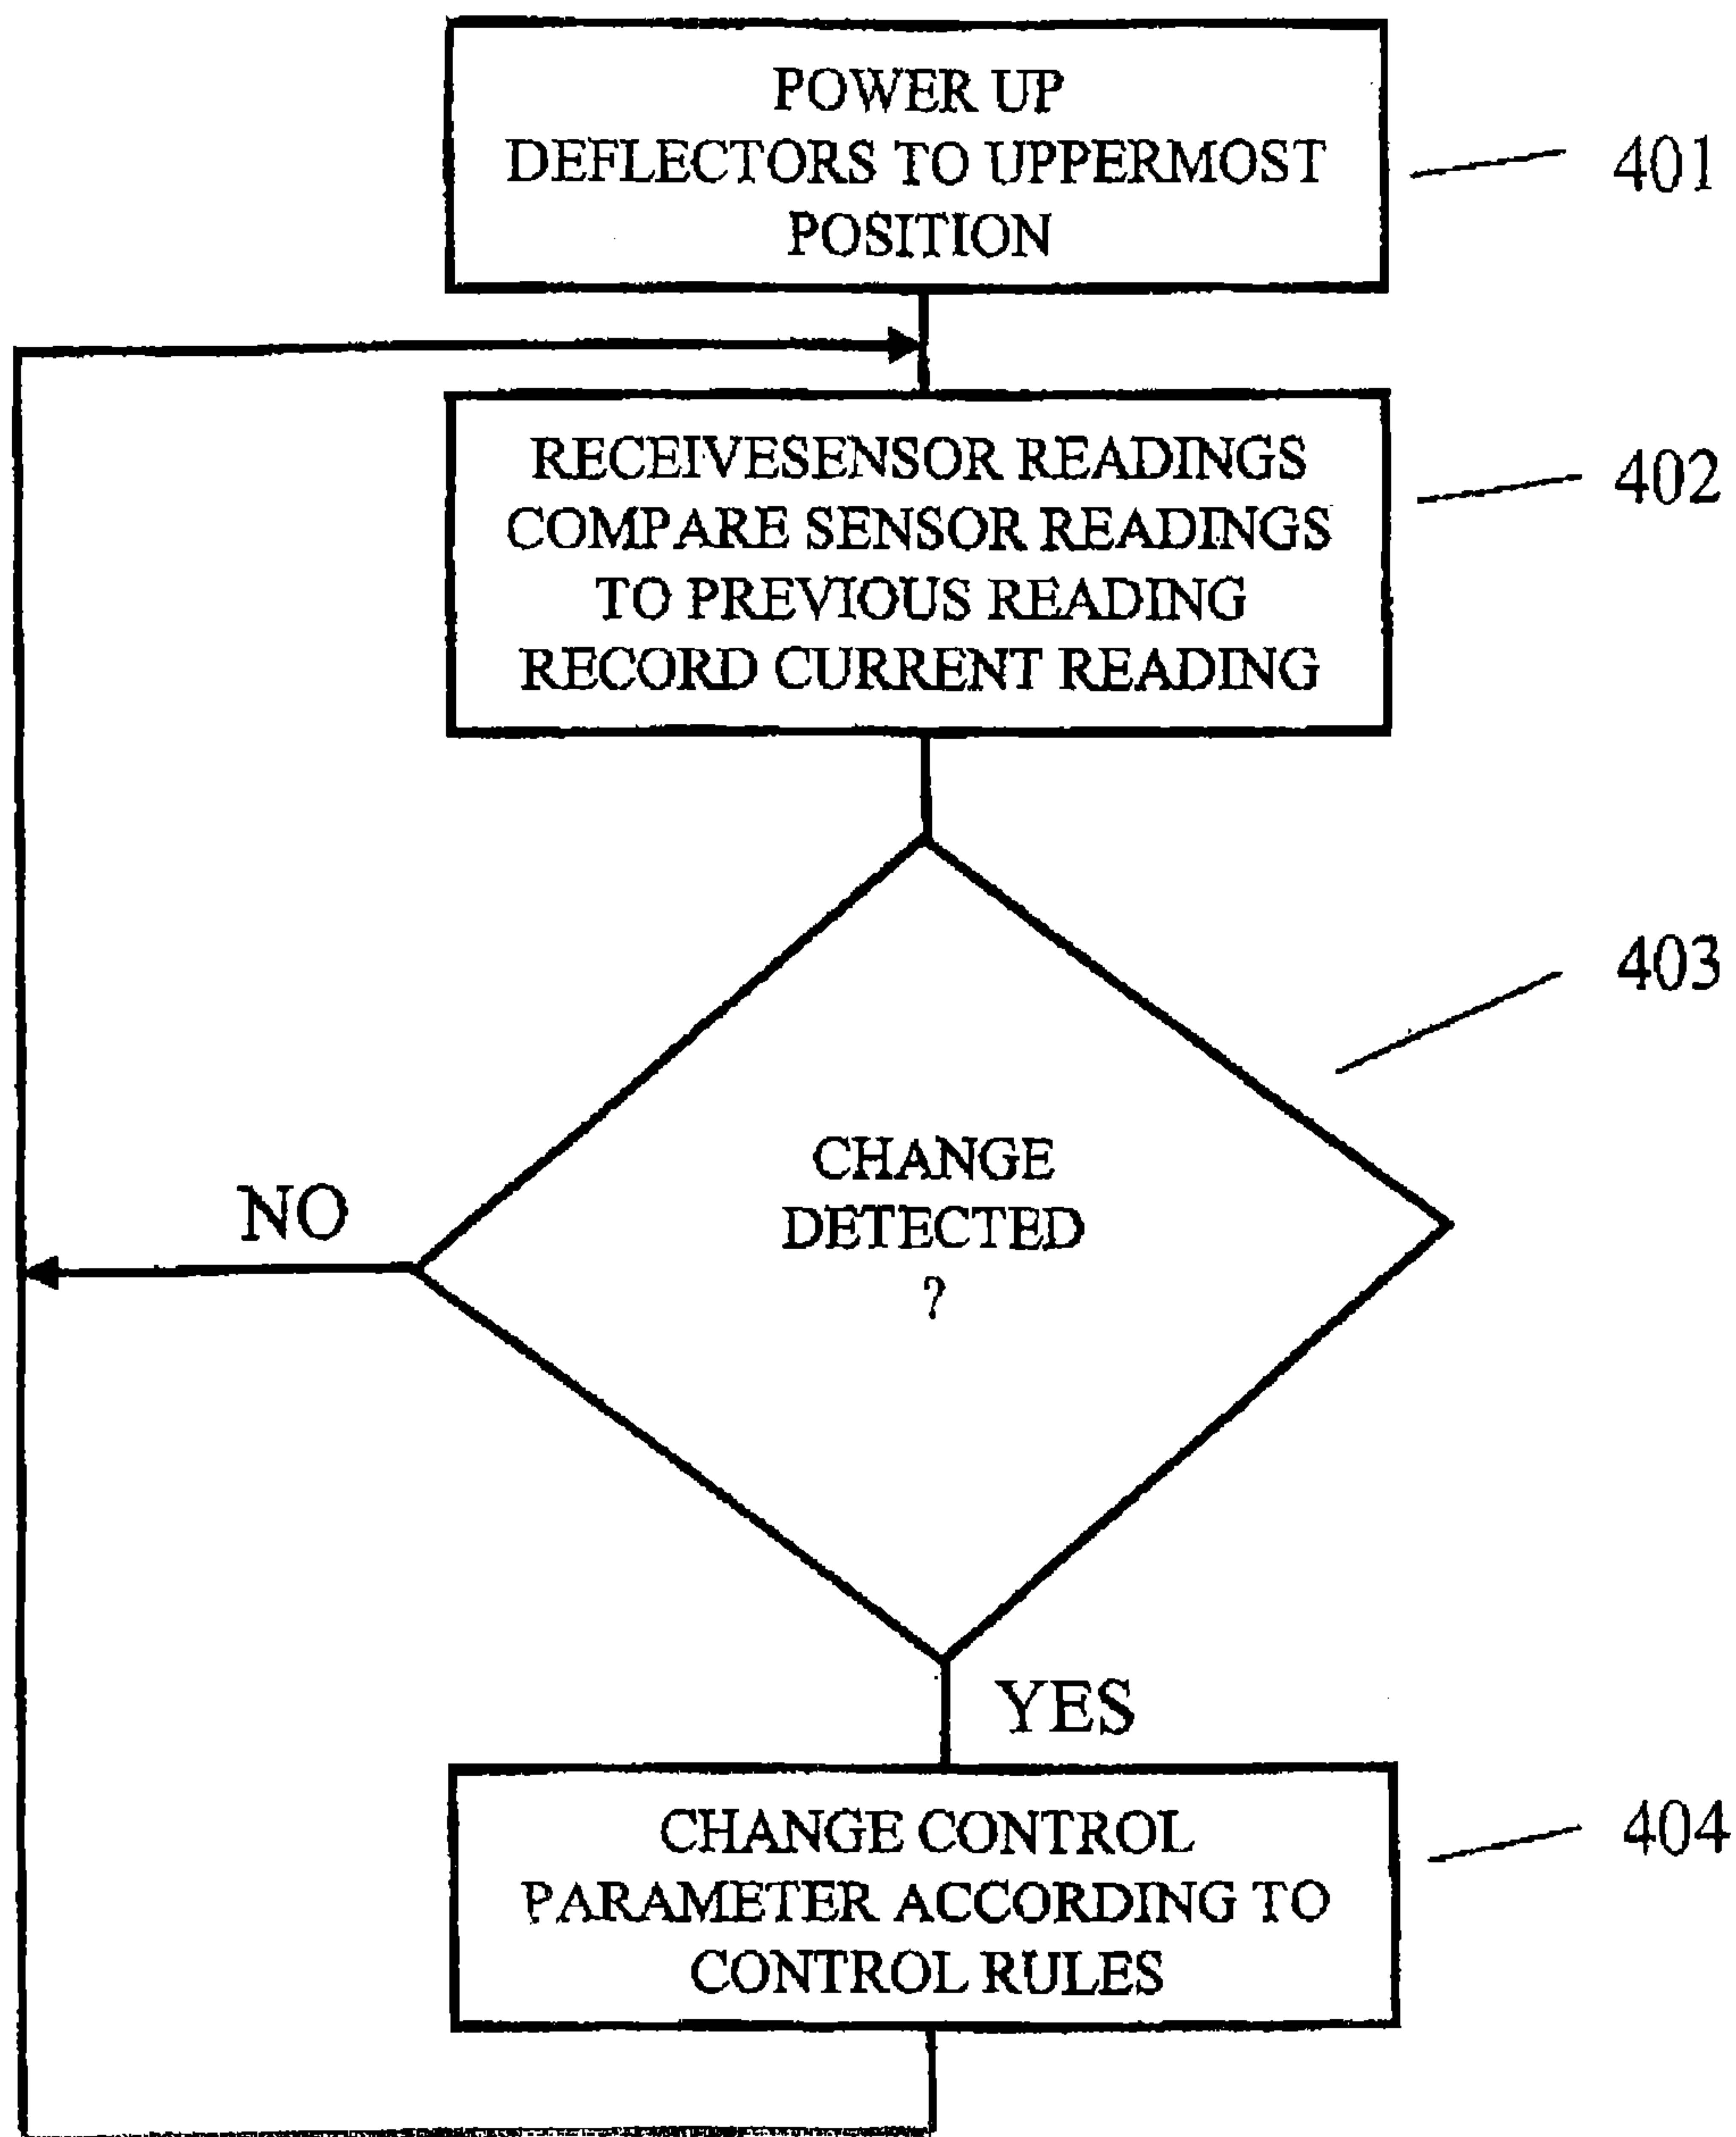 POWER UP
DEFLECTORS TO UPPERMOST
POSITION
401
RECEIVESENSOR READINGS
COMPARE SENSOR READINGS
TO PREVIOUS READING
RECORD CURRENT READING
402
403
CHANGE
DETECTED
?
NO
YES
CHANGE CONTROL
PARAMETER ACCORDING TO
CONTROL RULES
404